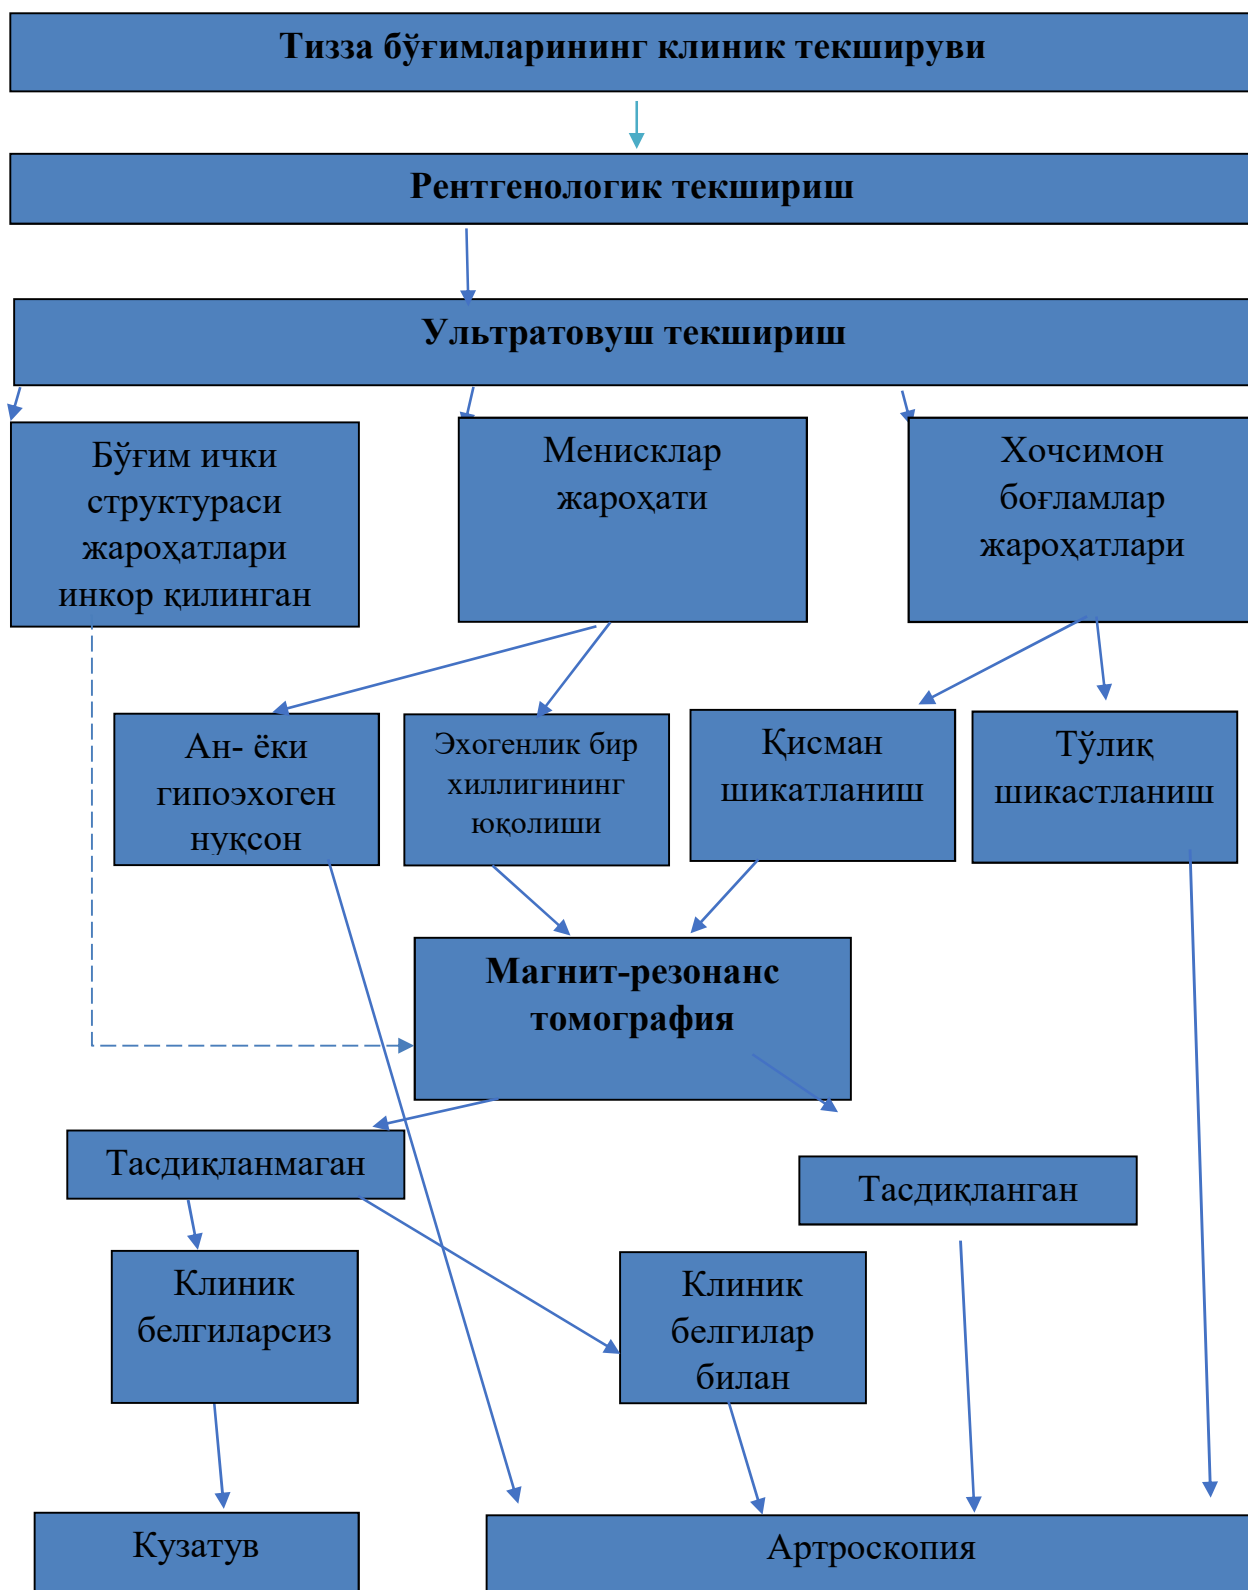 Тизза бўғимларининг клиник текшируви
Рентгенологик текшириш
Ультратовуш текшириш
Бўғим ички
структураси
жароҳатлари
инкор қилинган
Менисклар
жароҳати
Хочсимон
боғламлар
жароҳатлари
Ан- ёки
гипоэхоген
нуқсон
Эхогенлик бир
хиллигининг
юқолиши
Қисман
шикатланиш
Тўлиқ
шикастланиш
Магнит-резонанс
томография
Тасдиқланмаган
Тасдиқланган
Клиник
белгиларсиз
Клиник
белгилар
билан
Кузатув
Артроскопия